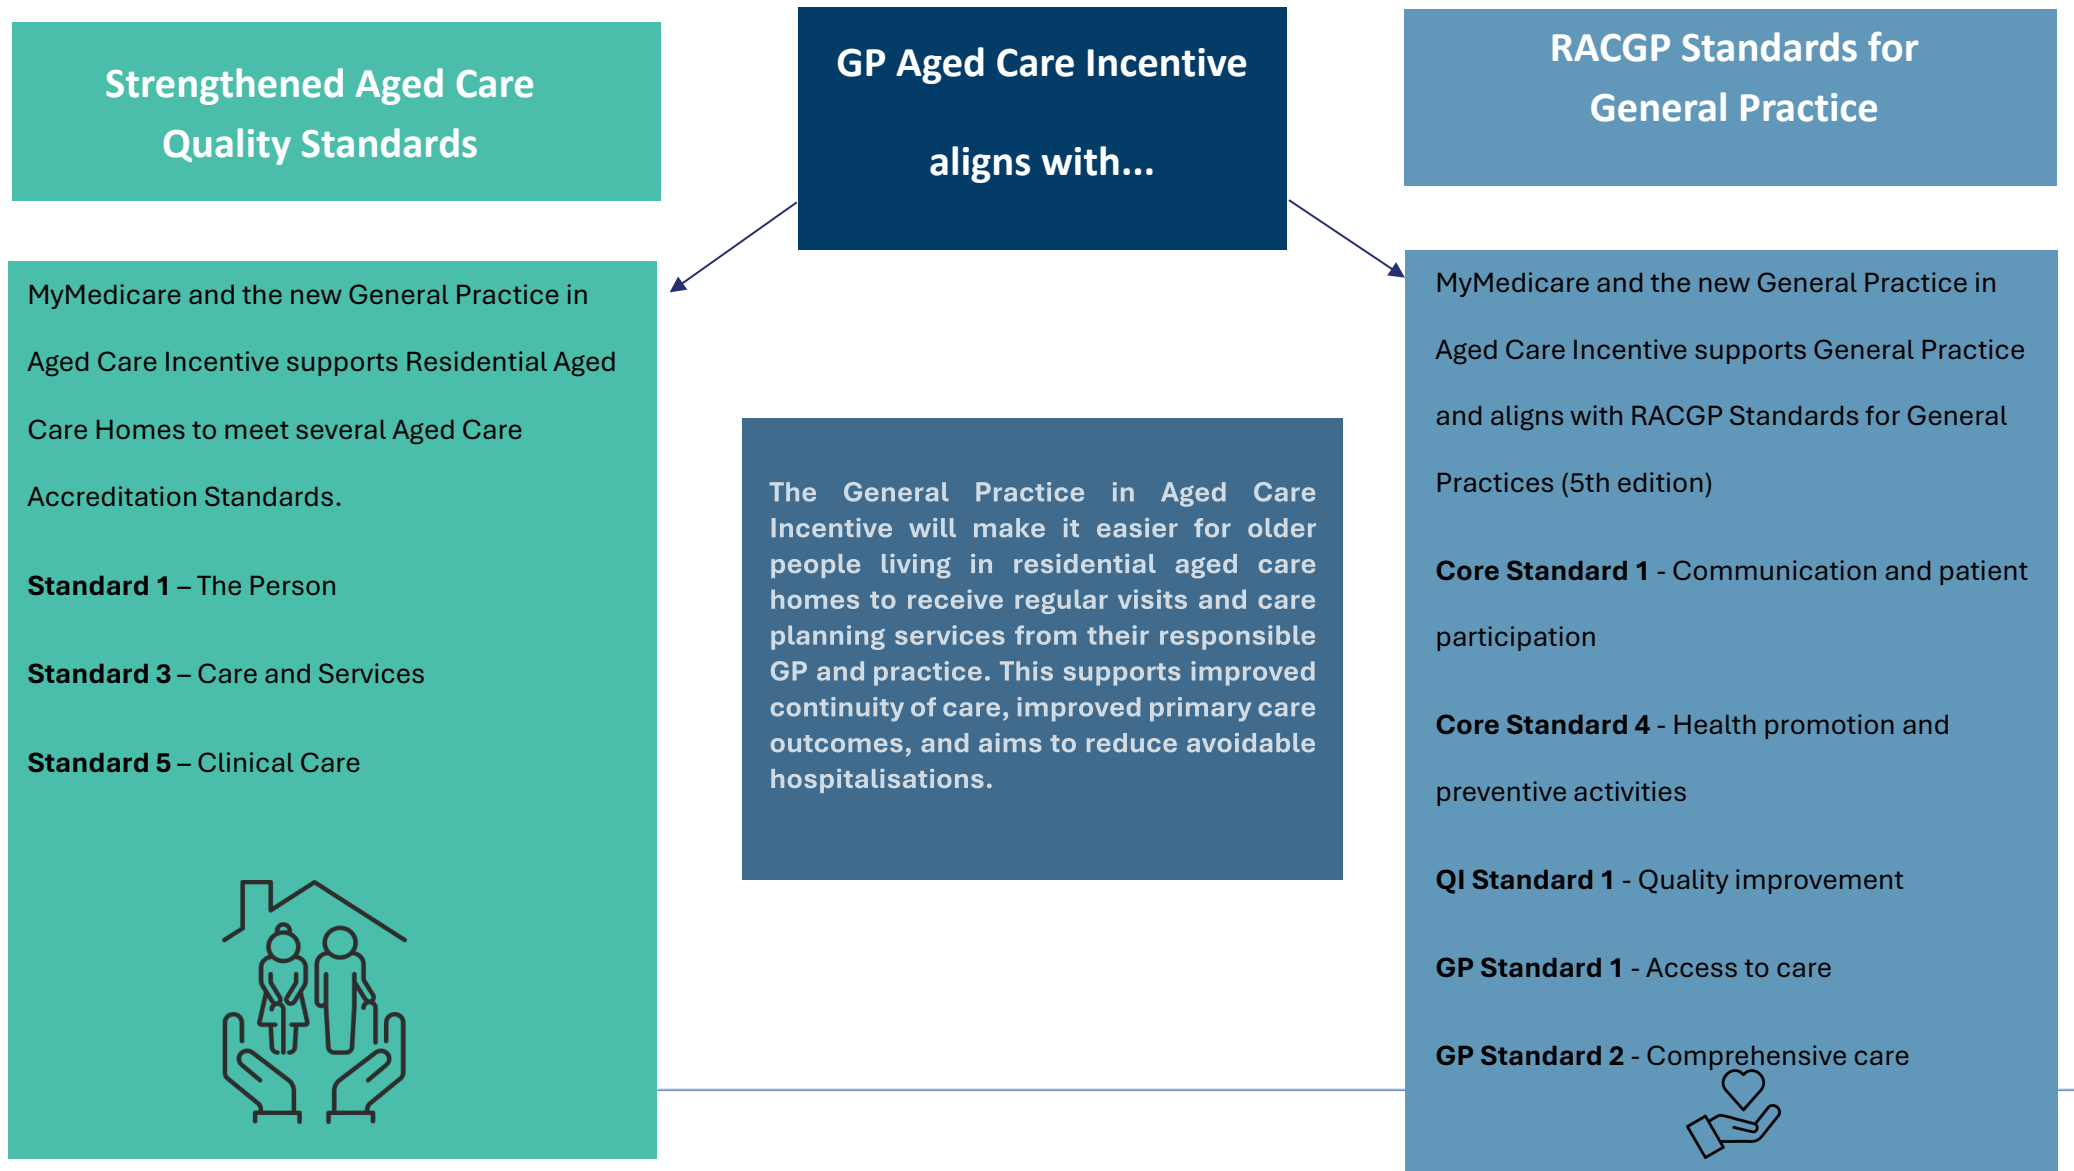 Strengthened Aged Care
Quality Standards
MyMedicare and the new General Practice in
Aged Care Incentive supports Residential Aged
Care Homes to meet several Aged Care
Accreditation Standards.
Standard 1 – The Person
Standard 3 – Care and Services
Standard 5 – Clinical Care
GP Aged Care Incentive
aligns with...
The General Practice in Aged Care
Incentive will make it easier for older
people living in residential aged care
homes to receive regular visits and care
planning services from their responsible
GP and practice. This supports improved
continuity of care, improved primary care
outcomes, and aims to reduce avoidable
hospitalisations.
RACGP Standards for
General Practice
MyMedicare and the new General Practice in
Aged Care Incentive supports General Practice
and aligns with RACGP Standards for General
Practices (5th edition)
Core Standard 1 - Communication and patient
participation
Core Standard 4 - Health promotion and
preventive activities
QI Standard 1 - Quality improvement
GP Standard 1 - Access to care
GP Standard 2 - Comprehensive care